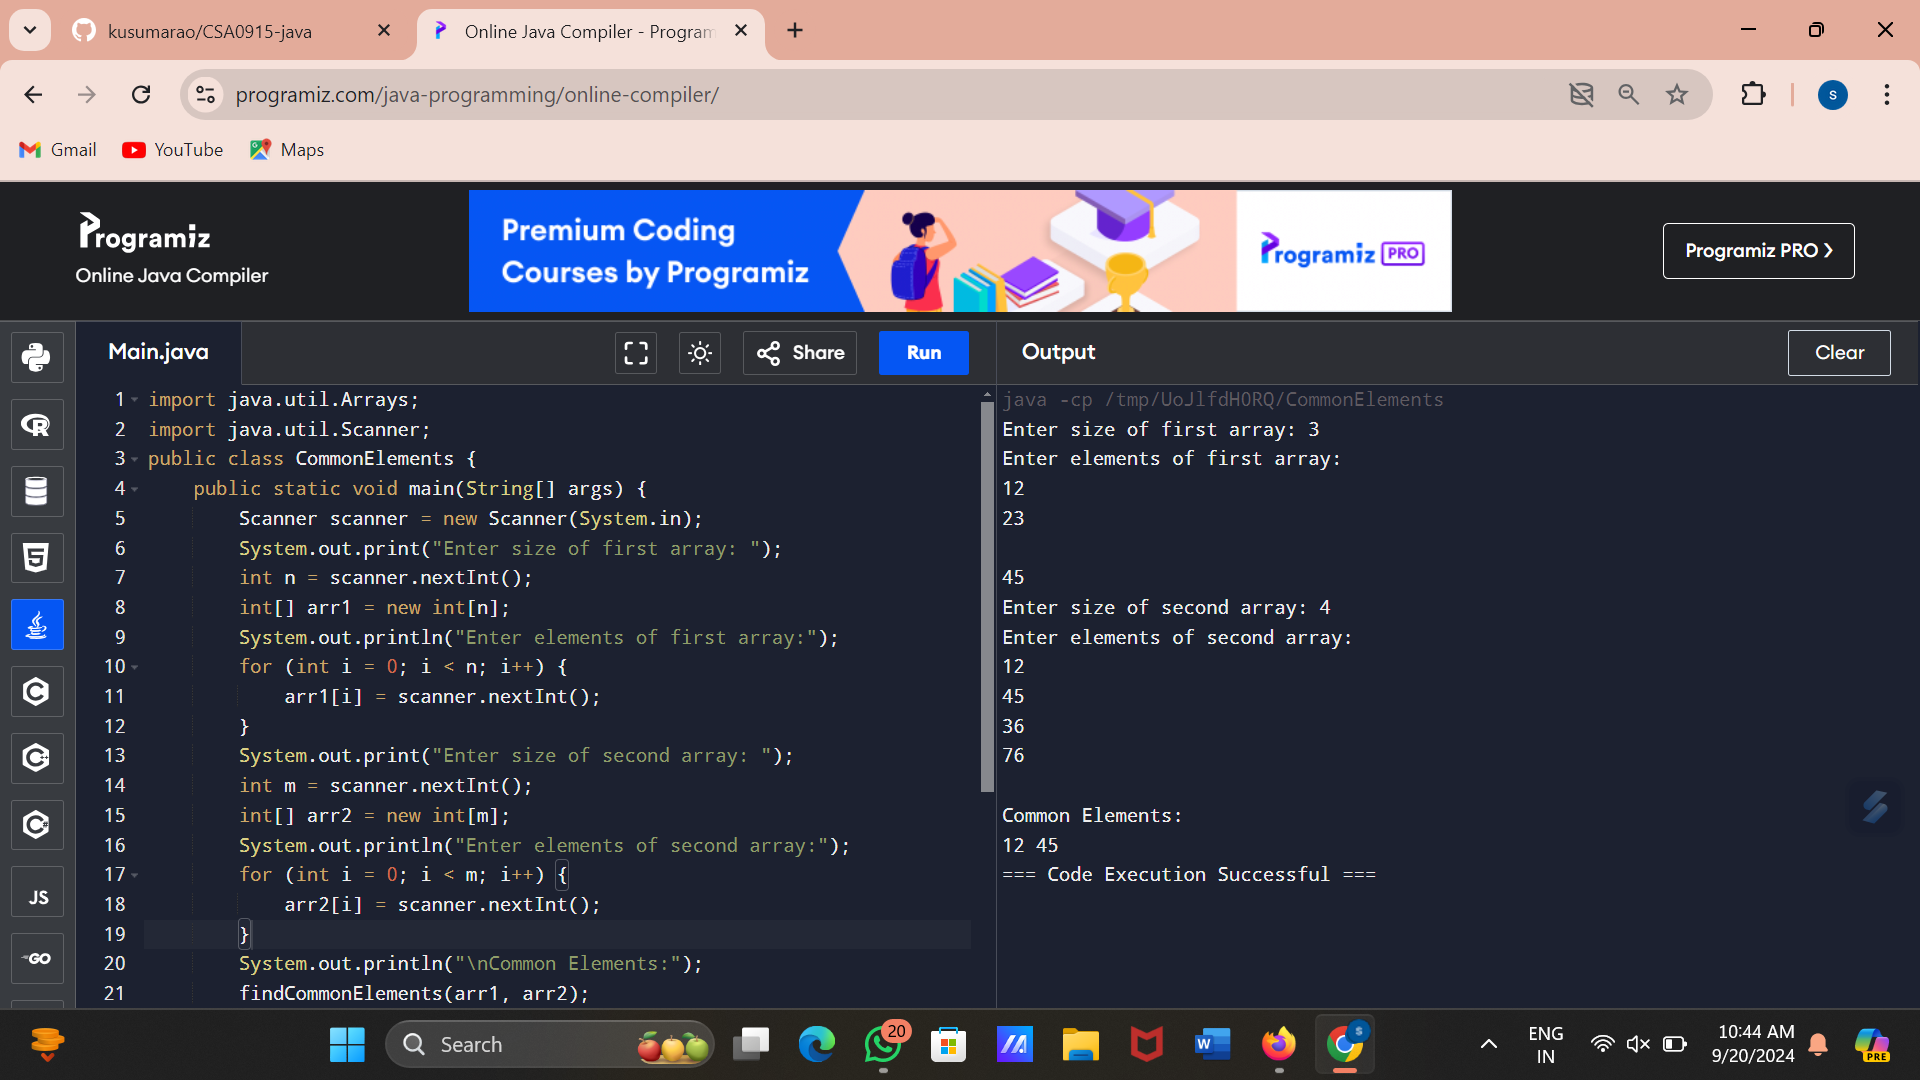 kusumarao/CSA0915-java
Online Java Compiler - Program
programiz.com/java-programming/online-compiler/
S
Gmail
YouTube
Maps
Programiz
Online Java Compiler
Premium Coding
Courses by Programiz
Programiz PRO
Programiz PRO ❯
Main.java
Share
Run
Output
Clear
1 import java.util.Arrays;
2 import java.util.Scanner;
3 public class CommonElements {
4     public static void main(String[] args) {
5         Scanner scanner = new Scanner(System.in);
6         System.out.print("Enter size of first array: ");
7         int n = scanner.nextInt();
8         int[] arr1 = new int[n];
9         System.out.println("Enter elements of first array:");
10         for (int i = 0; i < n; i++) {
11             arr1[i] = scanner.nextInt();
12         }
13         System.out.print("Enter size of second array: ");
14         int m = scanner.nextInt();
15         int[] arr2 = new int[m];
16         System.out.println("Enter elements of second array:");
17         for (int i = 0; i < m; i++) {
18             arr2[i] = scanner.nextInt();
19         }
20         System.out.println("\nCommon Elements:");
21         findCommonElements(arr1, arr2);
java -cp /tmp/UoJlfdH0RQ/CommonElements
Enter size of first array: 3
Enter elements of first array:
12
23
45
Enter size of second array: 4
Enter elements of second array:
12
45
36
76
Common Elements:
12 45
=== Code Execution Successful ===
R
5
C
C++
C#
JS
GO
Search
20
W
S
ENG
IN
10:44 AM
9/20/2024
PRE